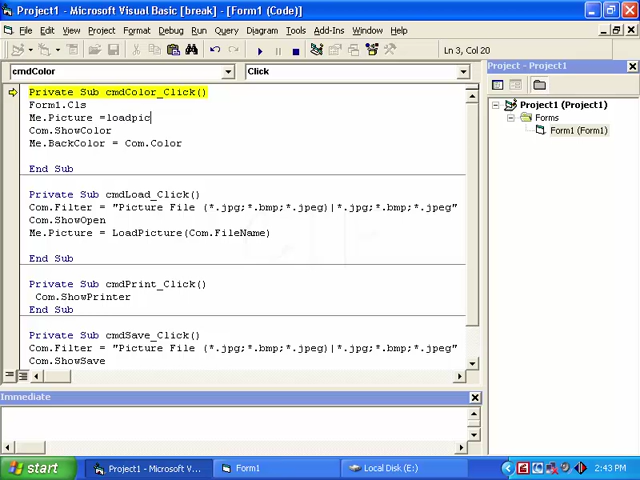 Project1 - Microsoft Visual Basic [break] - [Form1 (Code)]
File Edit View Project Format Debug Run Query Diagram Tools Add-Ins Window Help
Ln 3, Col 20
cmdColor
Click
Private Sub cmdColor_Click()
Form1.Cls
Me.Picture =loadpic
Com.ShowColor
Me.BackColor = Com.Color
End Sub
Private Sub cmdLoad_Click()
Com.Filter = "Picture File (*.jpg;*.bmp;*.jpeg)|*.jpg;*.bmp;*.jpeg"
Com.ShowOpen
Me.Picture = LoadPicture(Com.FileName)
End Sub
Private Sub cmdPrint_Click()
Com.ShowPrinter
End Sub
Private Sub cmdSave_Click()
Com.Filter = "Picture File (*.jpg;*.bmp;*.jpeg)|*.jpg;*.bmp;*.jpeg"
Com.ShowSave
Project - Project1
Project1 (Project1)
Forms
Form1 (Form1)
Immediate
start
Project1 - Microsoft V...
Form1
Local Disk (E:)
2:43 PM